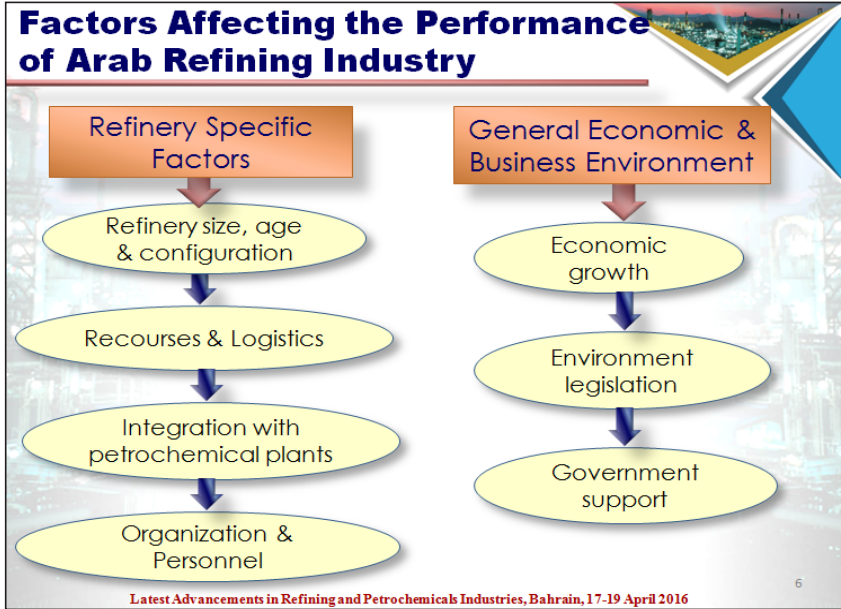 Factors Affecting the Performance
of Arab Refining Industry
Refinery Specific
Factors
Refinery size, age
& configuration
Recourses & Logistics
Integration with
petrochemical plants
Organization &
Personnel
General Economic &
Business Environment
Economic
growth
Environment
legislation
Government
support
6
Latest Advancements in Refining and Petrochemicals Industries, Bahrain, 17-19 April 2016